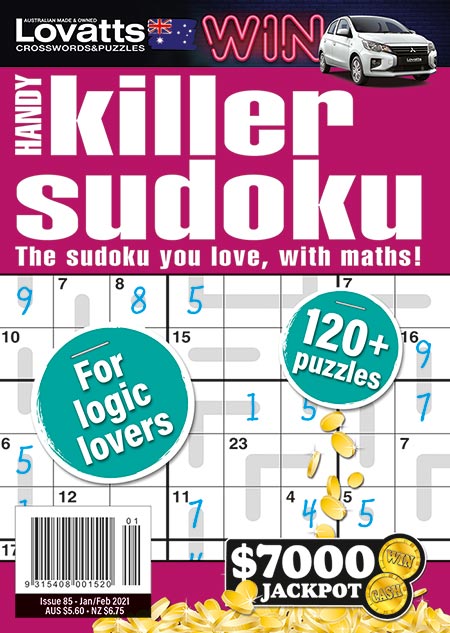 AUSTRALIAN MADE & OWNED
Lovatts
CROSSWORDS&PUZZLES
WIN
Lovatts
HANDY
killer
sudoku
The sudoku you love, with maths!
9 7 8 8 5 7
10 15 16 9
For
logic
lovers
120+
puzzles
1 5 7
6 5 23 16
12 11 7 4 4 5
17
01
9 315408 001520
Issue 85 - Jan/Feb 2021
AUS $5.60 - NZ $6.75
$7000
JACKPOT
WIN
CASH